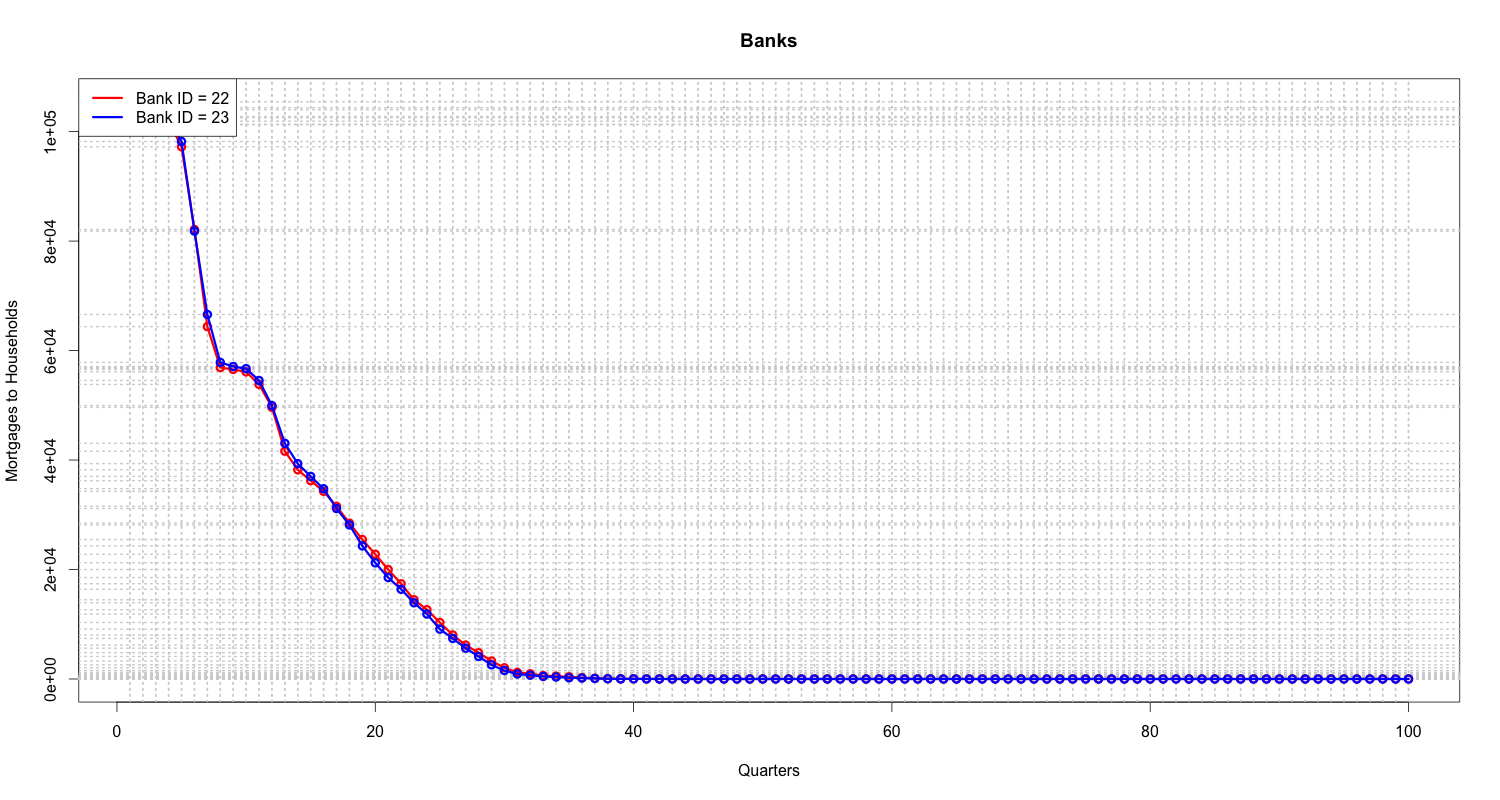 Banks
Bank ID = 22
Bank ID = 23
Mortgages to Households
1e+05
8e+04
6e+04
4e+04
2e+04
0e+00
0 20 40 60 80 100
Quarters